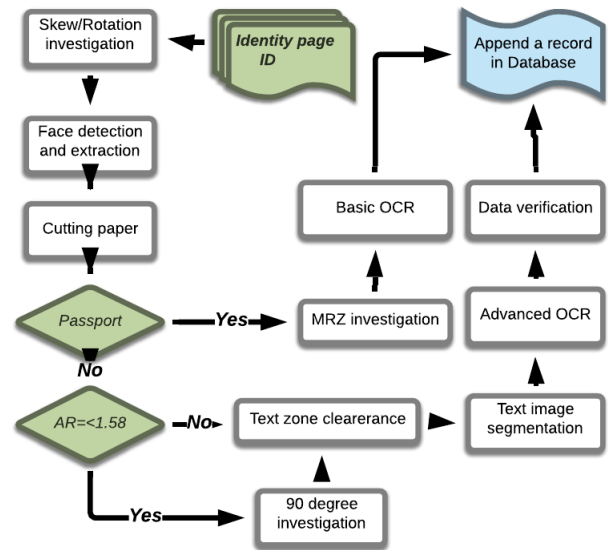 Skew/Rotation
investigation
Identity page
ID
Append a record
in Database
Face detection
and extraction
Cutting paper
Basic OCR
Data verification
Passport
Yes
MRZ investigation
Advanced OCR
No
AR=<1.58
No
Text zone clearerance
Text image
segmentation
Yes
90 degree
investigation